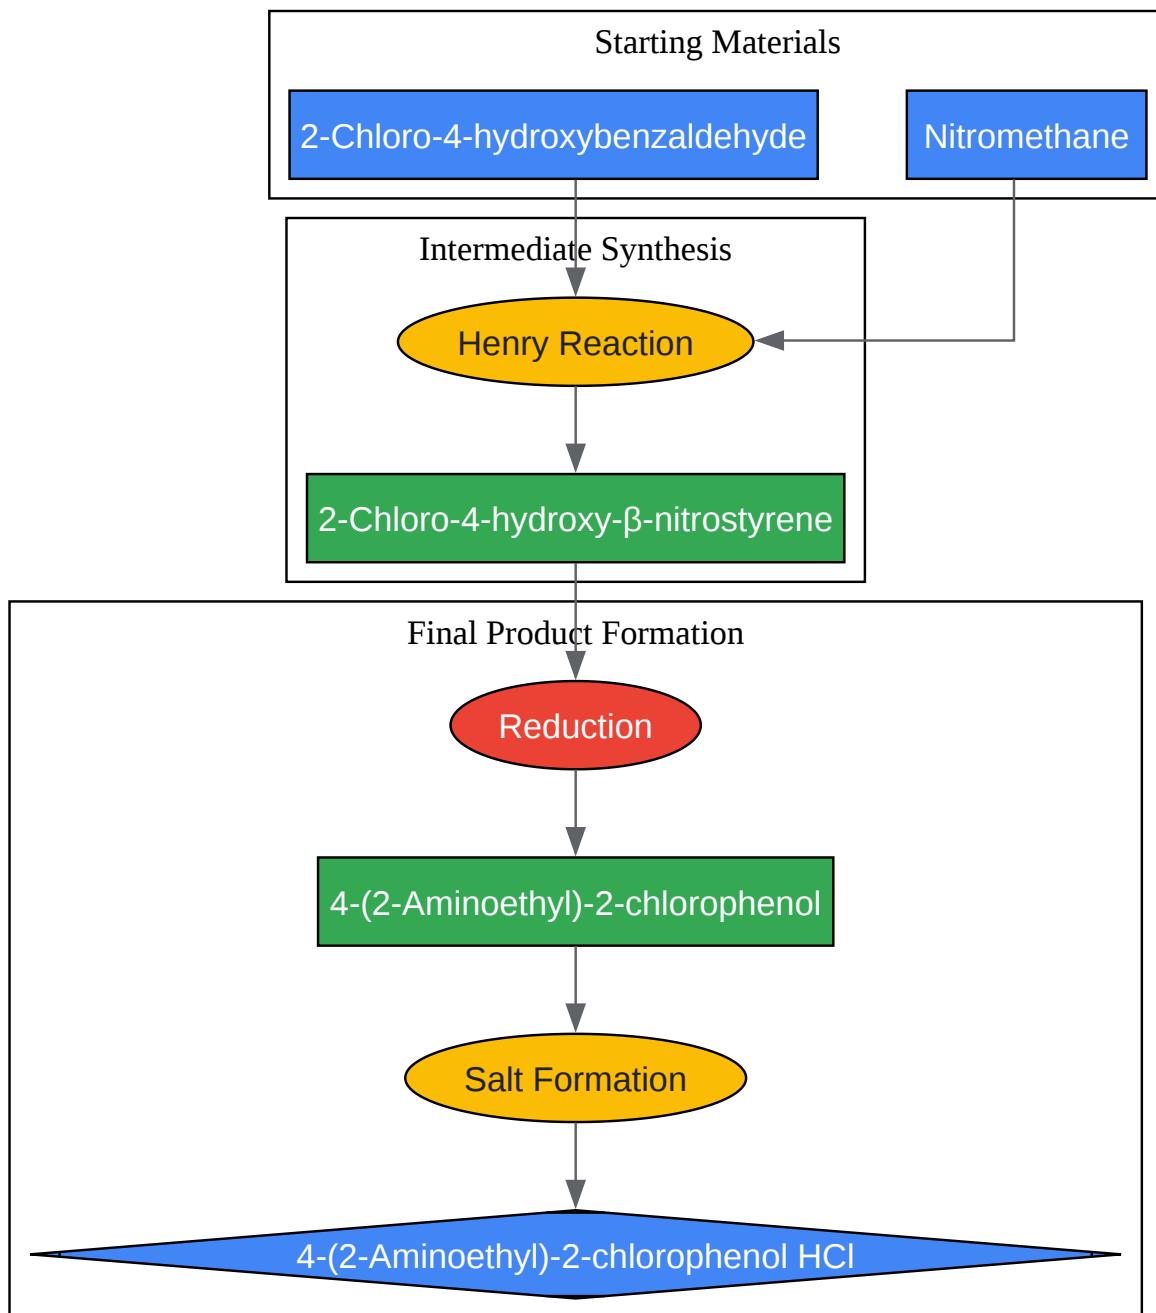 Starting Materials
2-Chloro-4-hydroxybenzaldehyde
Nitromethane
Intermediate Synthesis
Henry Reaction
2-Chloro-4-hydroxy-β-nitrostyrene
Final Product Formation
Reduction
4-(2-Aminoethyl)-2-chlorophenol
Salt Formation
4-(2-Aminoethyl)-2-chlorophenol HCl